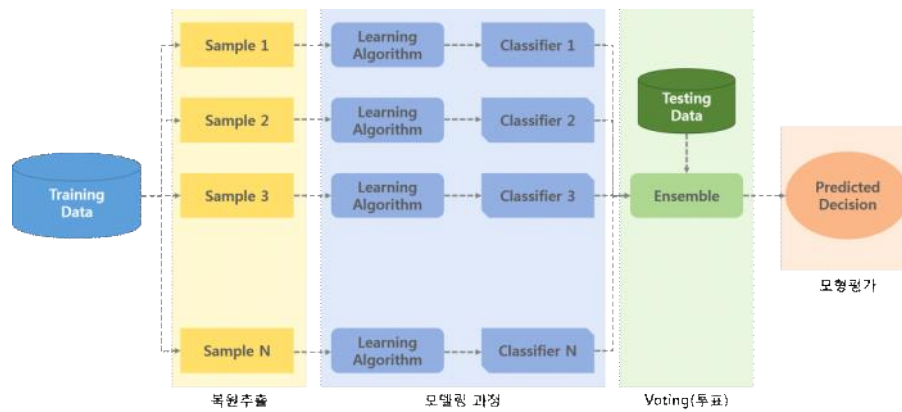 Training
Data
Sample 1
Learning
Algorithm
Classifier 1
Sample 2
Learning
Algorithm
Classifier 2
Sample 3
Learning
Algorithm
Classifier 3
Sample N
Learning
Algorithm
Classifier N
Testing
Data
Ensemble
Predicted
Decision
복원추출
모델링 과정
Voting(투표)
모형평가